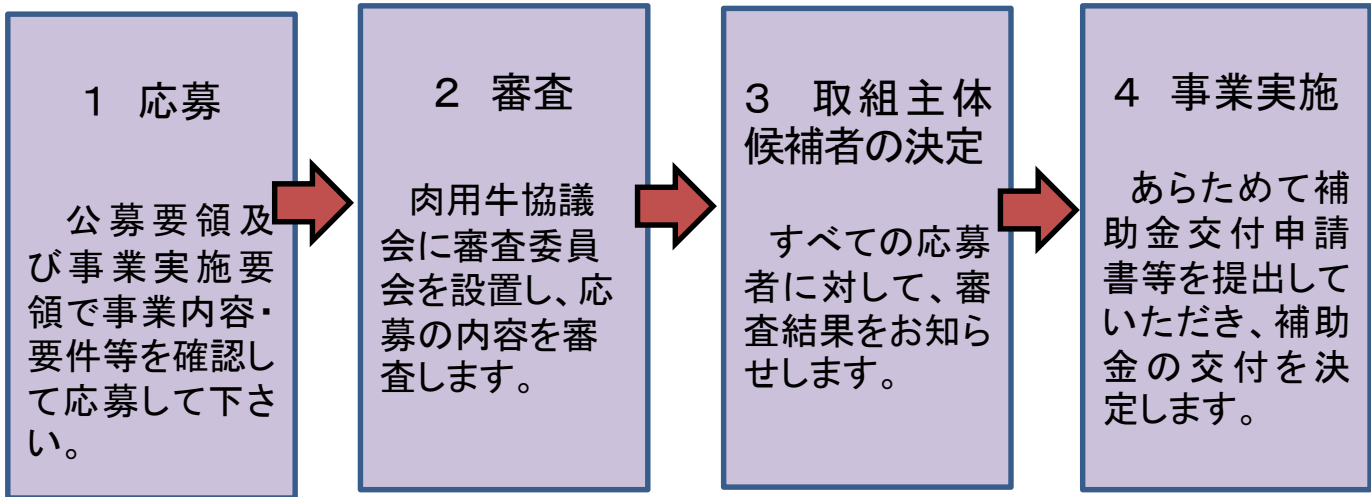 1 応募
公募要領及
び事業実施要
領で事業内容・
要件等を確認し
て応募して下さ
い。
2 審査
肉用牛協議
会に審査委員
会を設置し、応
募の内容を審
査します。
3 取組主体
候補者の決定
すべての応募
者に対して、審
査結果をお知ら
せします。
4 事業実施
あらためて補
助金交付申請
書等を提出して
いただき、補助
金の交付を決
定します。